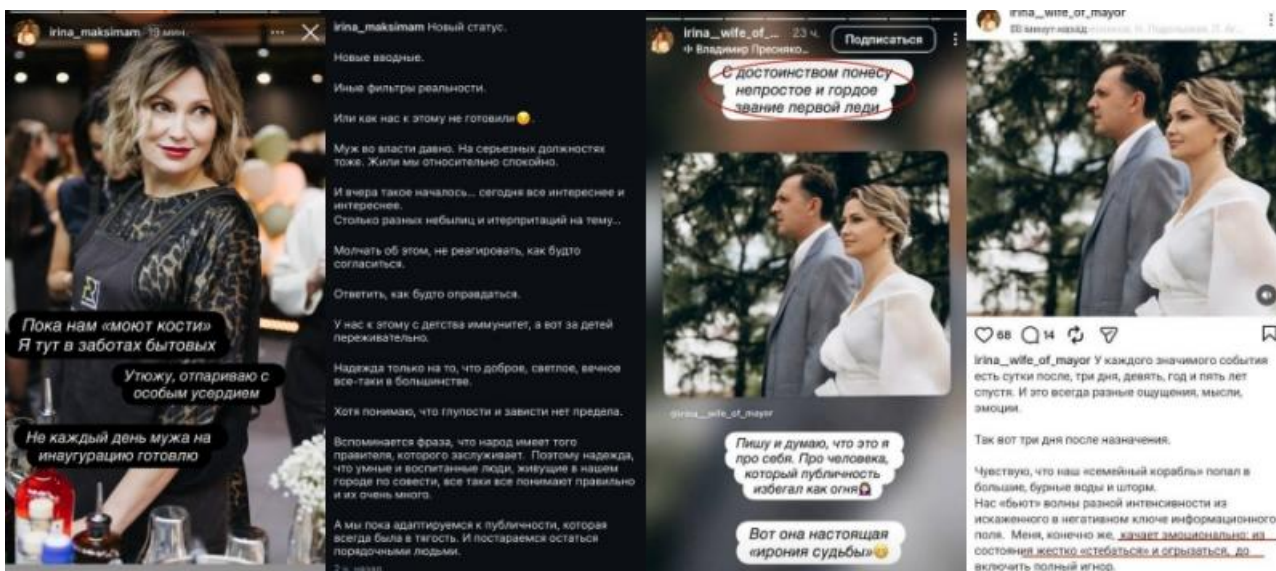 irina_maksimam 19 мин.
Пока нам «моют кости»
Я тут в заботах бытовых
Утюжу, отпариваю с
особым усердием
Не каждый день мужа на
инаугурацию готовлю
irina_maksimam Новый статус.
Новые вводные.
Иные фильтры реальности.
Или как нас к этому не готовили😉.
Муж во власти давно. На серьезных должностях
тоже. Жили мы относительно спокойно.
И вчера такое началось... сегодня все интереснее и
интереснее.
Столько разных небылиц и итерпритаций на тему...
Молчать об этом, не реагировать, как будто
согласиться.
Ответить, как будто оправдаться.
У нас к этому с детства иммунитет, а вот за детей
переживательно.
Надежда только на то, что добров, светлое, вечное
все-таки в большинстве.
Хотя понимаю, что глупости и зависти нет предела.
Вспоминается фраза, что народ имеет того
правителя, которого заслуживает. Поэтому надежда,
что умные и воспитанные люди, живущие в нашем
городе по совести, все таки все понимают правильно
и их очень много.
А мы пока адаптируемся к публичности, которая
всегда была в тягость. И постараемся остаться
порядочными людьми.
2 ч. назад
irina__wife_of_... 23 ч.
Владимир Пресняко...
Подписаться
С достоинством понесу
непростое и гордое
звание первой леди
@irina__wife_of_mayor
Пишу и думаю, что это я
про себя. Про человека,
который публичность
избегал как огня🤦🏻‍♀️
Вот она настоящая
«ирония судьбы»😄
irina__wife_of_mayor
минут назад
68 14
irina__wife_of_mayor У каждого значимого события
есть сутки после, три дня, девять, год и пять лет
спустя. И это всегда разные ощущения, мысли,
эмоции.
Так вот три дня после назначения.
Чувствую, что наш «семейный корабль» попал в
большие, бурные воды и шторм.
Нас «бьют» волны разной интенсивности из
искаженного в негативном ключе информационного
поля. Меня, конечно же, качает эмоционально: из
состояния жестко «стебаться» и огрызаться, до
включить полный игнор.